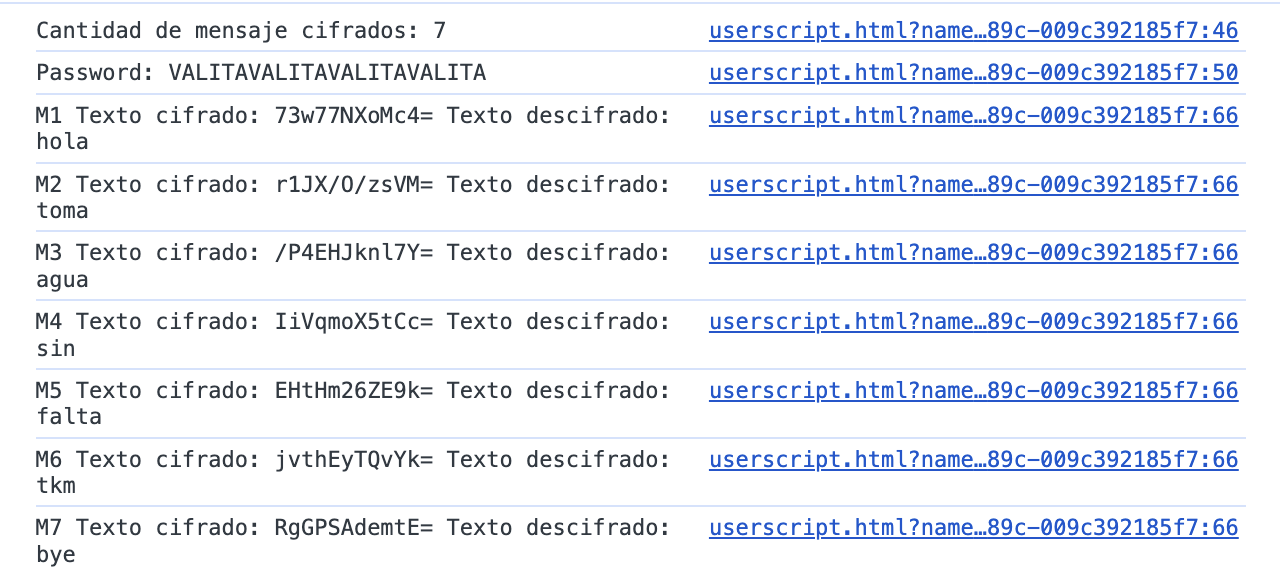 Cantidad de mensaje cifrados: 7 userscript.html?name…89c-009c392185f7:46
Password: VALITAVALITAVALITAVALITA userscript.html?name…89c-009c392185f7:50
M1 Texto cifrado: 73w77NXoMc4= Texto descifrado: userscript.html?name…89c-009c392185f7:66
hola
M2 Texto cifrado: r1JX/O/zsVM= Texto descifrado: userscript.html?name…89c-009c392185f7:66
toma
M3 Texto cifrado: /P4EHJknl7Y= Texto descifrado: userscript.html?name…89c-009c392185f7:66
agua
M4 Texto cifrado: IiVqmoX5tCc= Texto descifrado: userscript.html?name…89c-009c392185f7:66
sin
M5 Texto cifrado: EHtHm26ZE9k= Texto descifrado: userscript.html?name…89c-009c392185f7:66
falta
M6 Texto cifrado: jvthEyTQvYk= Texto descifrado: userscript.html?name…89c-009c392185f7:66
tkm
M7 Texto cifrado: RgGPSAdemtE= Texto descifrado: userscript.html?name…89c-009c392185f7:66
bye